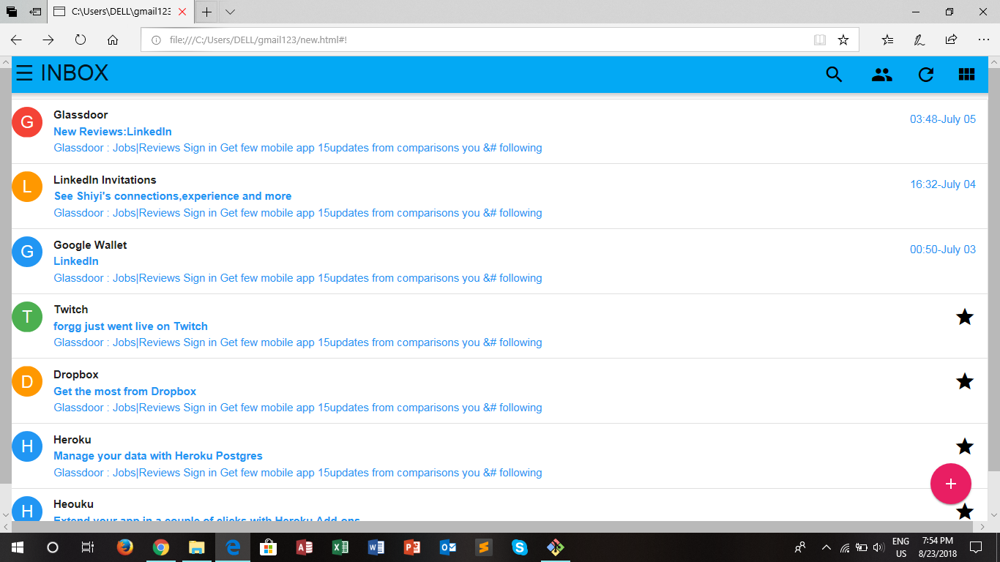 C:\Users\DELL\gmail123
file:///C:/Users/DELL/gmail123/new.html#!
☰ INBOX
G
Glassdoor
03:48-July 05
New Reviews:LinkedIn
Glassdoor : Jobs|Reviews Sign in Get few mobile app 15updates from comparisons you &# following
L
LinkedIn Invitations
16:32-July 04
See Shiyi's connections,experience and more
Glassdoor : Jobs|Reviews Sign in Get few mobile app 15updates from comparisons you &# following
G
Google Wallet
00:50-July 03
LinkedIn
Glassdoor : Jobs|Reviews Sign in Get few mobile app 15updates from comparisons you &# following
T
Twitch
forgg just went live on Twitch
Glassdoor : Jobs|Reviews Sign in Get few mobile app 15updates from comparisons you &# following
D
Dropbox
Get the most from Dropbox
Glassdoor : Jobs|Reviews Sign in Get few mobile app 15updates from comparisons you &# following
H
Heroku
Manage your data with Heroku Postgres
Glassdoor : Jobs|Reviews Sign in Get few mobile app 15updates from comparisons you &# following
+
H
Heouku
Extend your app in a couple of clicks with Heroku Add-ons
ENG
US
7:54 PM
8/23/2018